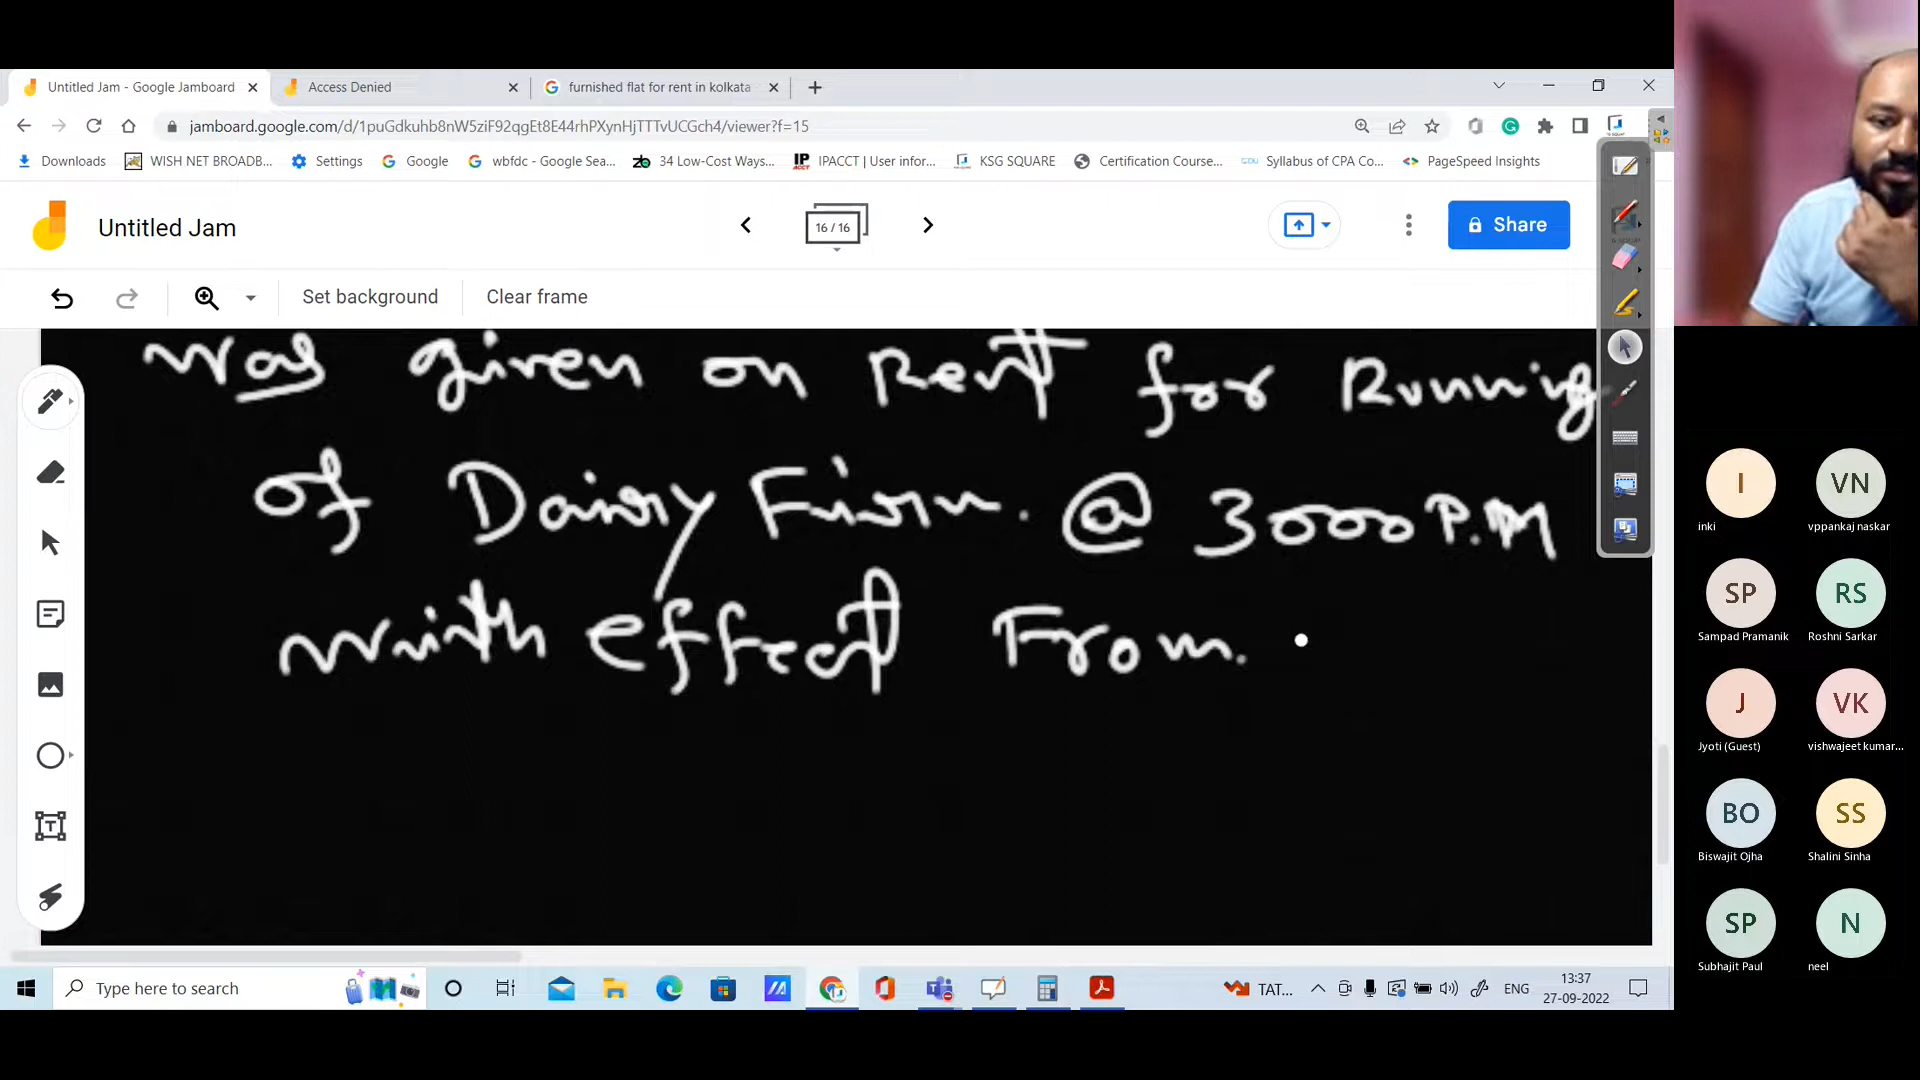 Untitled Jam - Google Jamboard
Access Denied
furnished flat for rent in kolkata
jamboard.google.com/d/1puGdkuhb8nW5ziF92qgEt8E44rhPXynHjTTTvUCGch4/viewer?f=15
Downloads
WISH NET BROADB...
Settings
Google
wbfdc - Google Sea...
34 Low-Cost Ways...
IPACCT | User infor...
KSG SQUARE
Certification Course...
Syllabus of CPA Co...
PageSpeed Insights
Untitled Jam
16 / 16
Share
Set background
Clear frame
was given on Rent for Running
of Dairy Firm. @ 3000 P.M
with effect From.
I
inki
VN
vppankaj naskar
SP
Sampad Pramanik
RS
Roshni Sarkar
J
Jyoti (Guest)
VK
vishwajeet kumar...
BO
Biswajit Ojha
SS
Shalini Sinha
SP
Subhajit Paul
N
neel
Type here to search
TAT...
ENG
13:37
27-09-2022